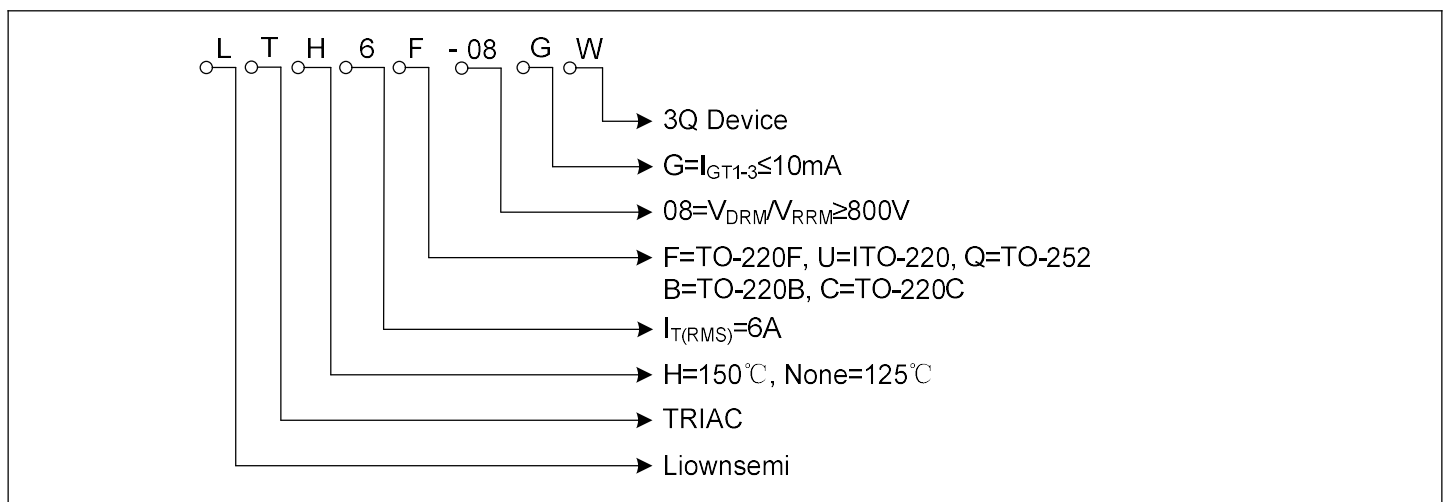 L T H 6 F - 08 G W
3Q Device
G=IGT1-3≤10mA
08=VDRM/VRRM≥800V
F=TO-220F, U=ITO-220, Q=TO-252
B=TO-220B, C=TO-220C
IT(RMS)=6A
H=150℃, None=125℃
TRIAC
Liownsemi